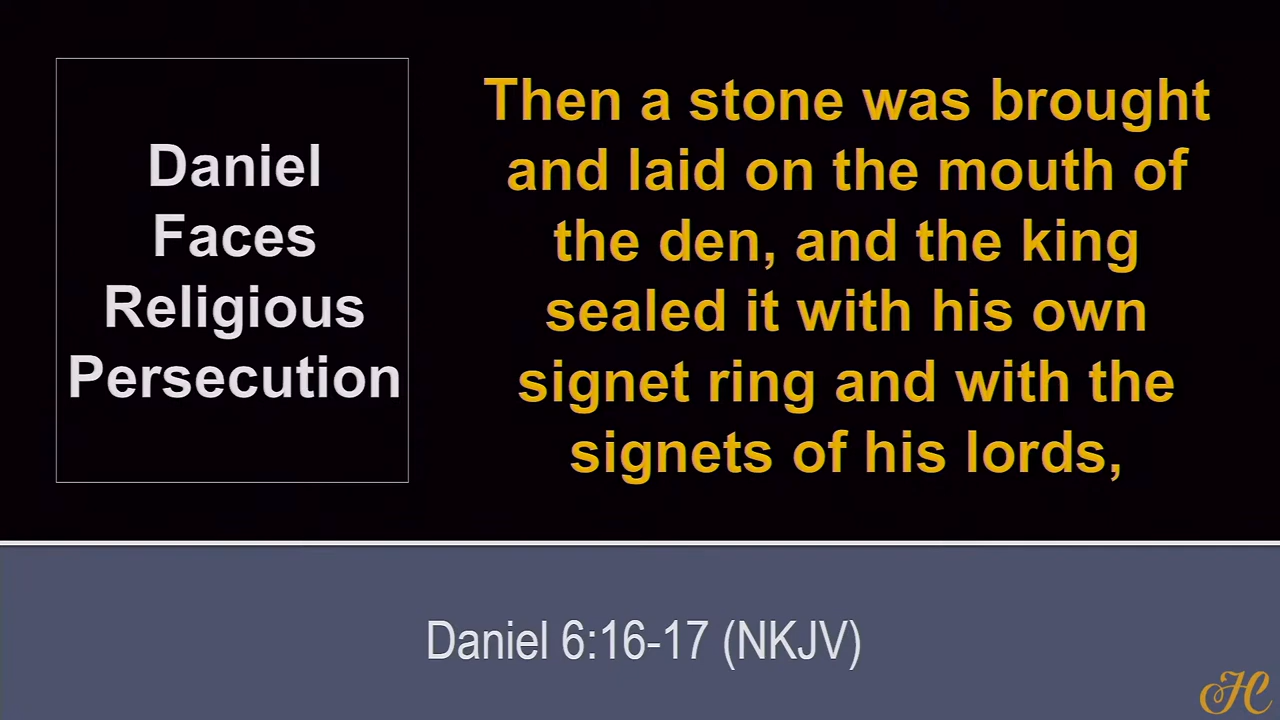 Daniel
Faces
Religious
Persecution
Then a stone was brought
and laid on the mouth of
the den, and the king
sealed it with his own
signet ring and with the
signets of his lords,
Daniel 6:16-17 (NKJV)
HC